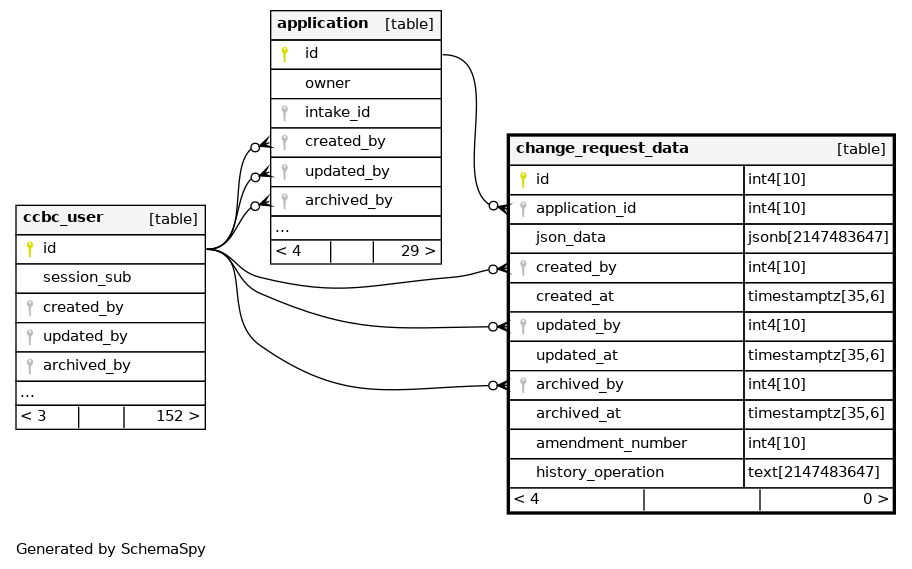 application [table]
id
owner
intake_id
created_by
updated_by
archived_by
...
< 4 29 >
ccbc_user [table]
id
session_sub
created_by
updated_by
archived_by
...
< 3 152 >
change_request_data [table]
id int4[10]
application_id int4[10]
json_data jsonb[2147483647]
created_by int4[10]
created_at timestamptz[35,6]
updated_by int4[10]
updated_at timestamptz[35,6]
archived_by int4[10]
archived_at timestamptz[35,6]
amendment_number int4[10]
history_operation text[2147483647]
< 4 0 >
Generated by SchemaSpy